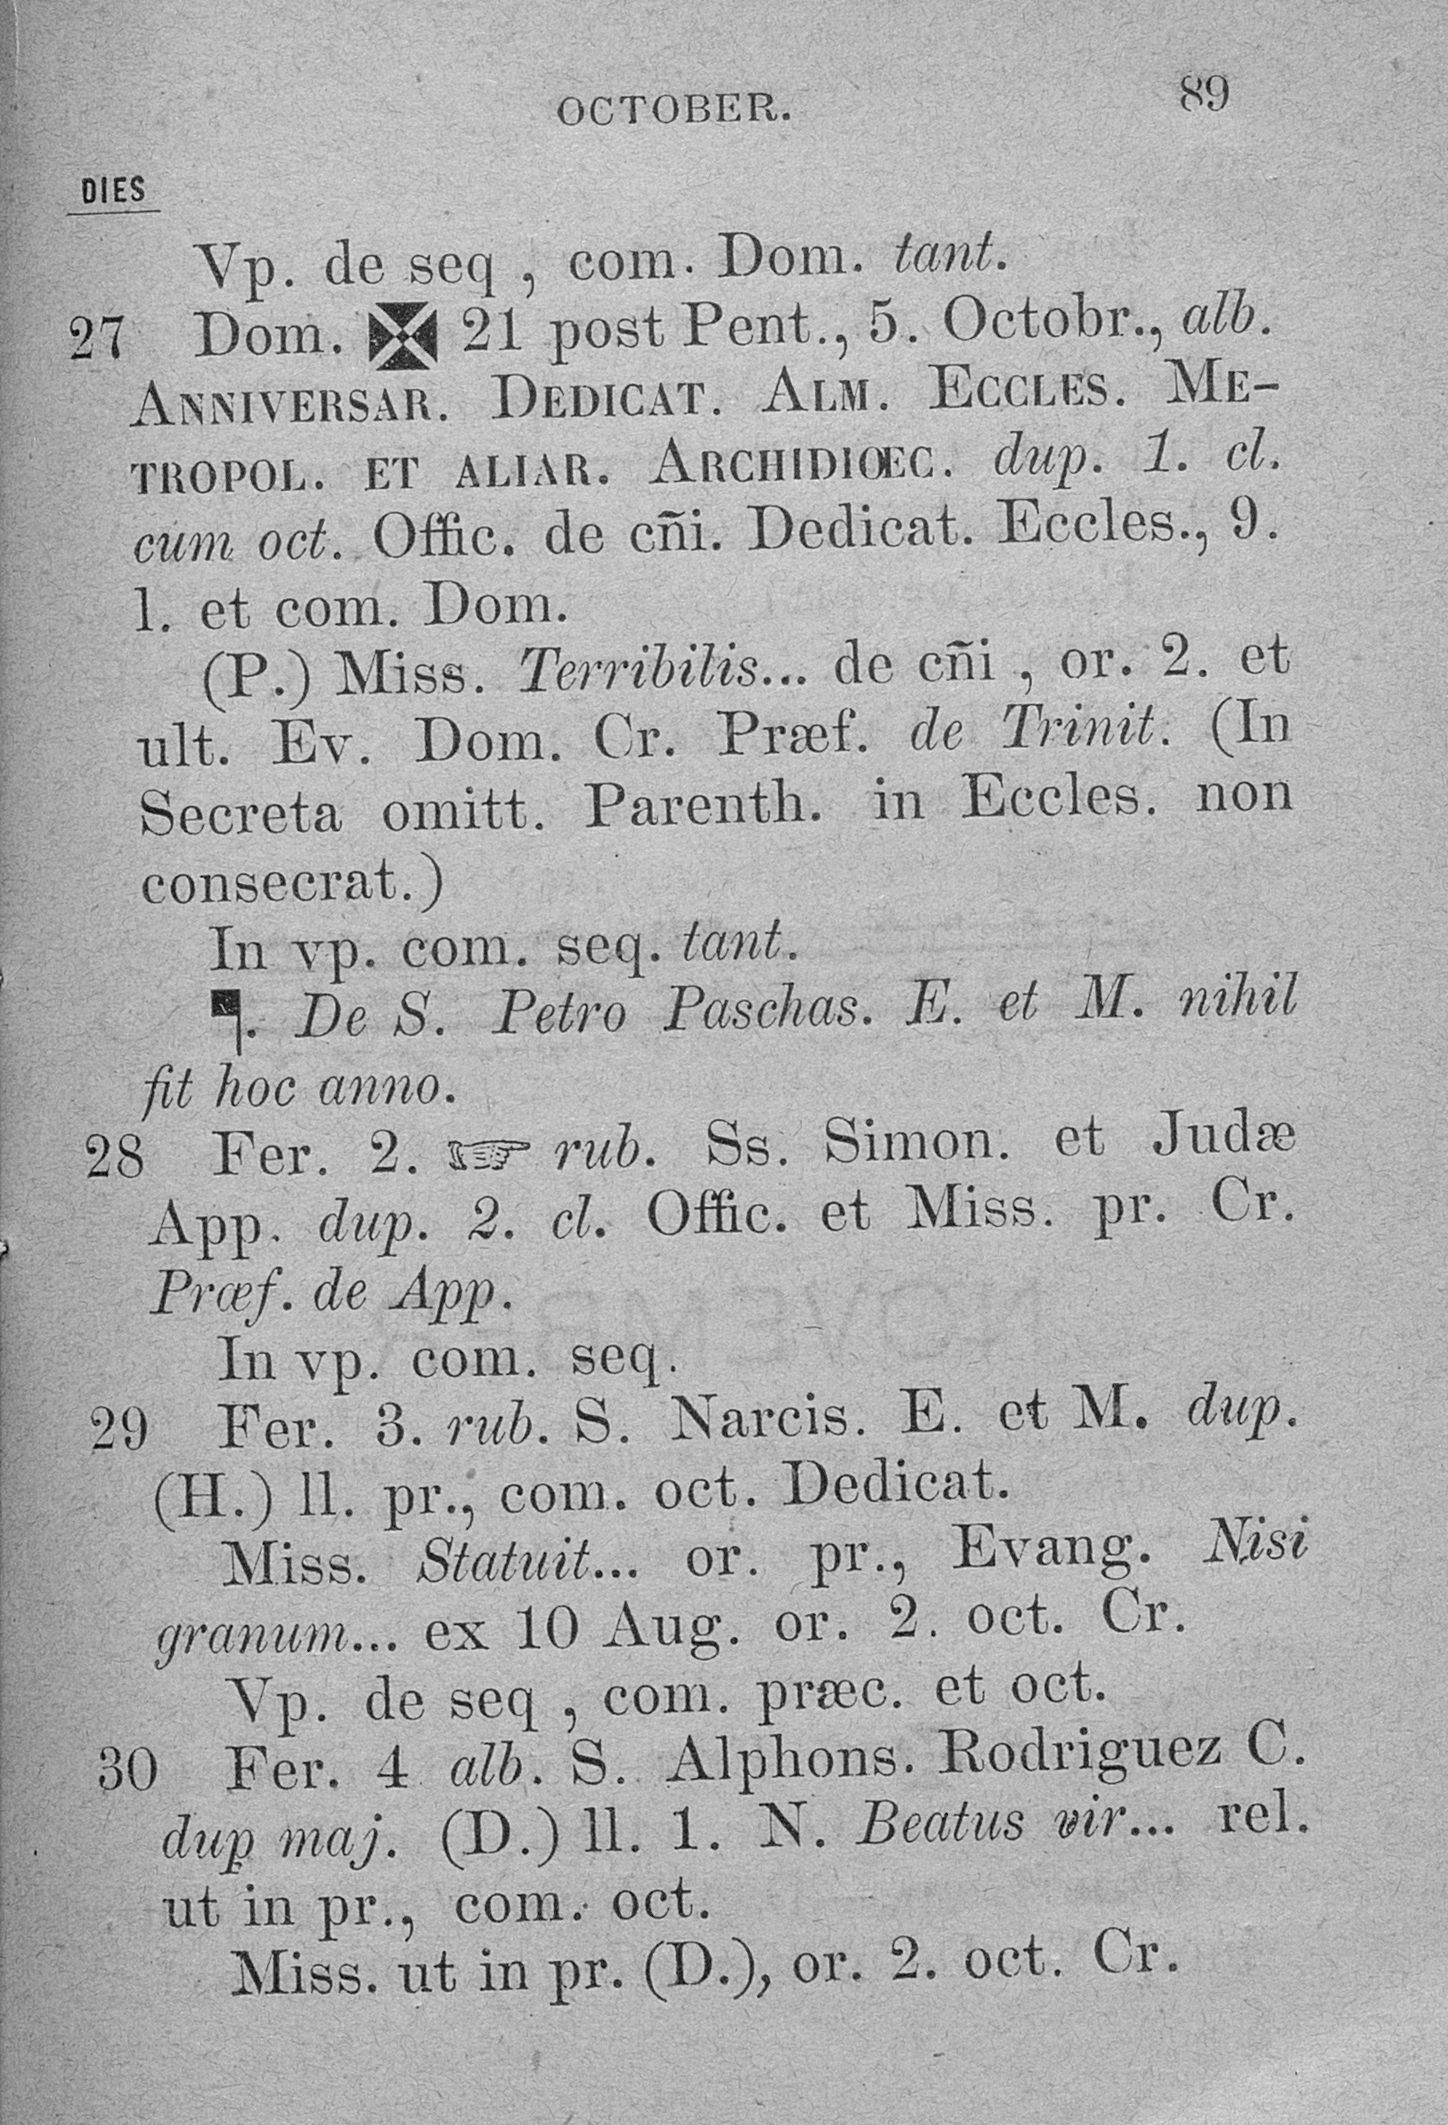 OCTOBER. 89
DIES
Vp. de seq , com. Dom. tant.
27 Dom. 21 post Pent., 5. Octobr., alb.
ANNIVERSAR. DEDICAT. ALM. ECCLES. ME-
TROPOL. ET ALIAR. ARCHIDIOEC. dup. 1. cl.
cum oct. Offic. de cñi. Dedicat. Eccles., 9.
l. et com. Dom.
(P.) Miss. Terribilis... de cñi , or. 2. et
ult. Ev. Dom. Cr. Præf. de Trinit. (In
Secreta omitt. Parenth. in Eccles. non
consecrat.)
In vp. com. seq. tant.
¶. De S. Petro Paschas. E. et M. nihil
fit hoc anno.
28 Fer. 2. ☞ rub. Ss. Simon. et Judæ
App. dup. 2. cl. Offic. et Miss. pr. Cr.
Præf. de App.
In vp. com. seq.
29 Fer. 3. rub. S. Narcis. E. et M. dup.
(H.) ll. pr., com. oct. Dedicat.
Miss. Statuit... or. pr., Evang. Nisi
granum... ex 10 Aug. or. 2. oct. Cr.
Vp. de seq , com. præc. et oct.
30 Fer. 4 alb. S. Alphons. Rodriguez C.
dup maj. (D.) ll. 1. N. Beatus vir... rel.
ut in pr., com. oct.
Miss. ut in pr. (D.), or. 2. oct. Cr.